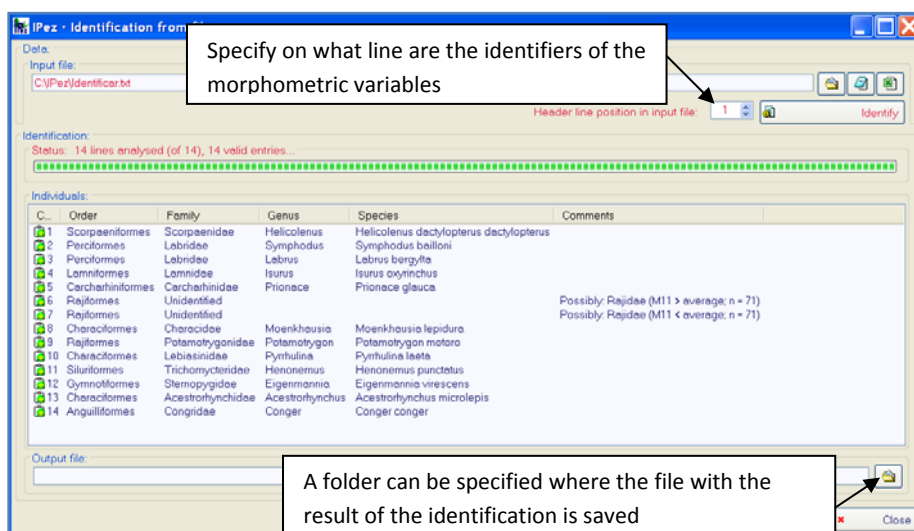 IPez - Identification from
Specify on what line are the identifiers of the
morphometric variables
Data:
Input file:
C:\IPez\Identificar.txt
Header line position in input file: 1 Identify
Identification:
Status: 14 lines analysed (of 14), 14 valid entries...
Individuals:
C... Order Family Genus Species Comments
1 Scorpaeniformes Scorpaenidae Helicolenus Helicolenus dactylopterus dactylopterus
2 Perciformes Labridae Symphodus Symphodus bailloni
3 Perciformes Labridae Labrus Labrus bergylta
4 Lamniformes Lamnidae Isurus Isurus oxyrinchus
5 Carcharhiniformes Carcharhinidae Prionace Prionace glauca
6 Rajiformes Unidentified Possibly: Rajidae (M11 > average; n = 71)
7 Rajiformes Unidentified Possibly: Rajidae (M11 < average; n = 71)
8 Characiformes Characidae Moenkhausia Moenkhausia lepidura
9 Rajiformes Potamotrygonidae Potamotrygon Potamotrygon motoro
10 Characiformes Lebiasinidae Pyrrhulina Pyrrhulina laeta
11 Siluriformes Trichomycteridae Henonemus Henonemus punctatus
12 Gymnotiformes Sternopygidae Eigenmannia Eigenmannia virescens
13 Characiformes Acestrorhynchidae Acestrorhynchus Acestrorhynchus microlepis
14 Anguilliformes Congridae Conger Conger conger
Output file:
A folder can be specified where the file with the
result of the identification is saved
Close